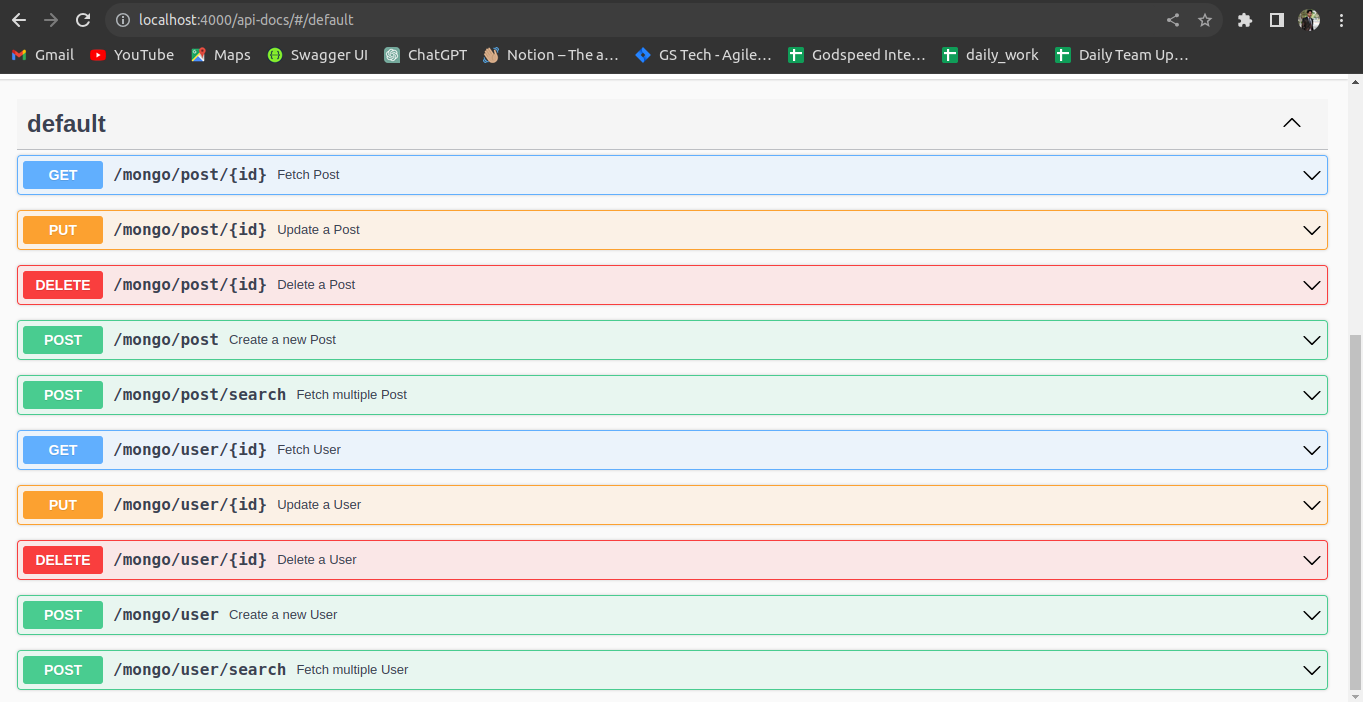 localhost:4000/api-docs/#/default
Gmail YouTube Maps Swagger UI ChatGPT Notion – The a... GS Tech - Agile... Godspeed Inte... daily_work Daily Team Up...
default
GET /mongo/post/{id} Fetch Post
PUT /mongo/post/{id} Update a Post
DELETE /mongo/post/{id} Delete a Post
POST /mongo/post Create a new Post
POST /mongo/post/search Fetch multiple Post
GET /mongo/user/{id} Fetch User
PUT /mongo/user/{id} Update a User
DELETE /mongo/user/{id} Delete a User
POST /mongo/user Create a new User
POST /mongo/user/search Fetch multiple User